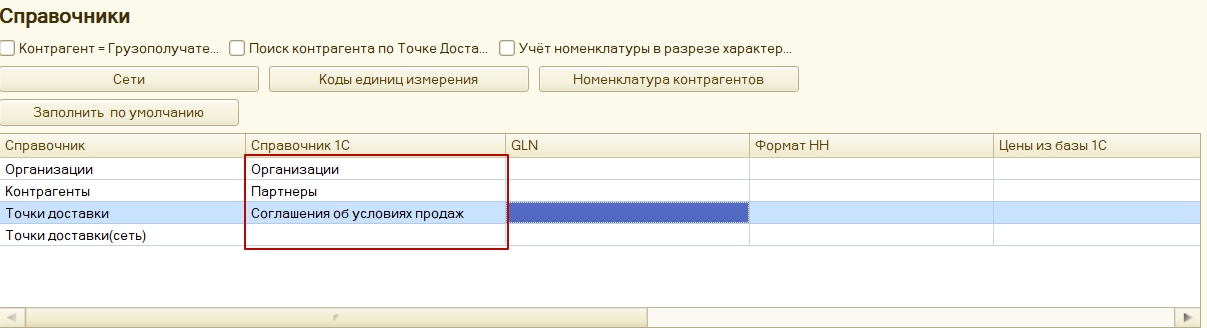 Справочники
Контрагент = Грузополучате... Поиск контрагента по Точке Доста... Учёт номенклатуры в разрезе характер...
Сети Коды единиц измерения Номенклатура контрагентов
Заполнить по умолчанию
Справочник Справочник 1С GLN Формат НН Цены из базы 1С
Организации Организации
Контрагенты Партнеры
Точки доставки Соглашения об условиях продаж
Точки доставки(сеть)